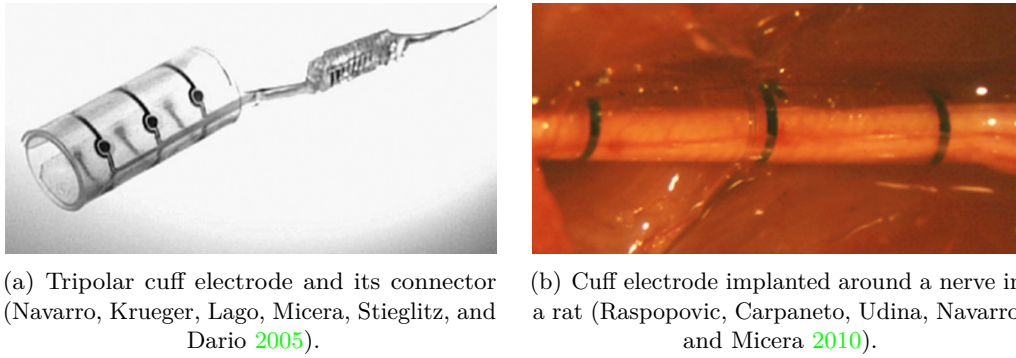 (a) Tripolar cuff electrode and its connector
(Navarro, Krueger, Lago, Micera, Stieglitz, and
Dario 2005).
(b) Cuff electrode implanted around a nerve in
a rat (Raspopovic, Carpaneto, Udina, Navarro
and Micera 2010).